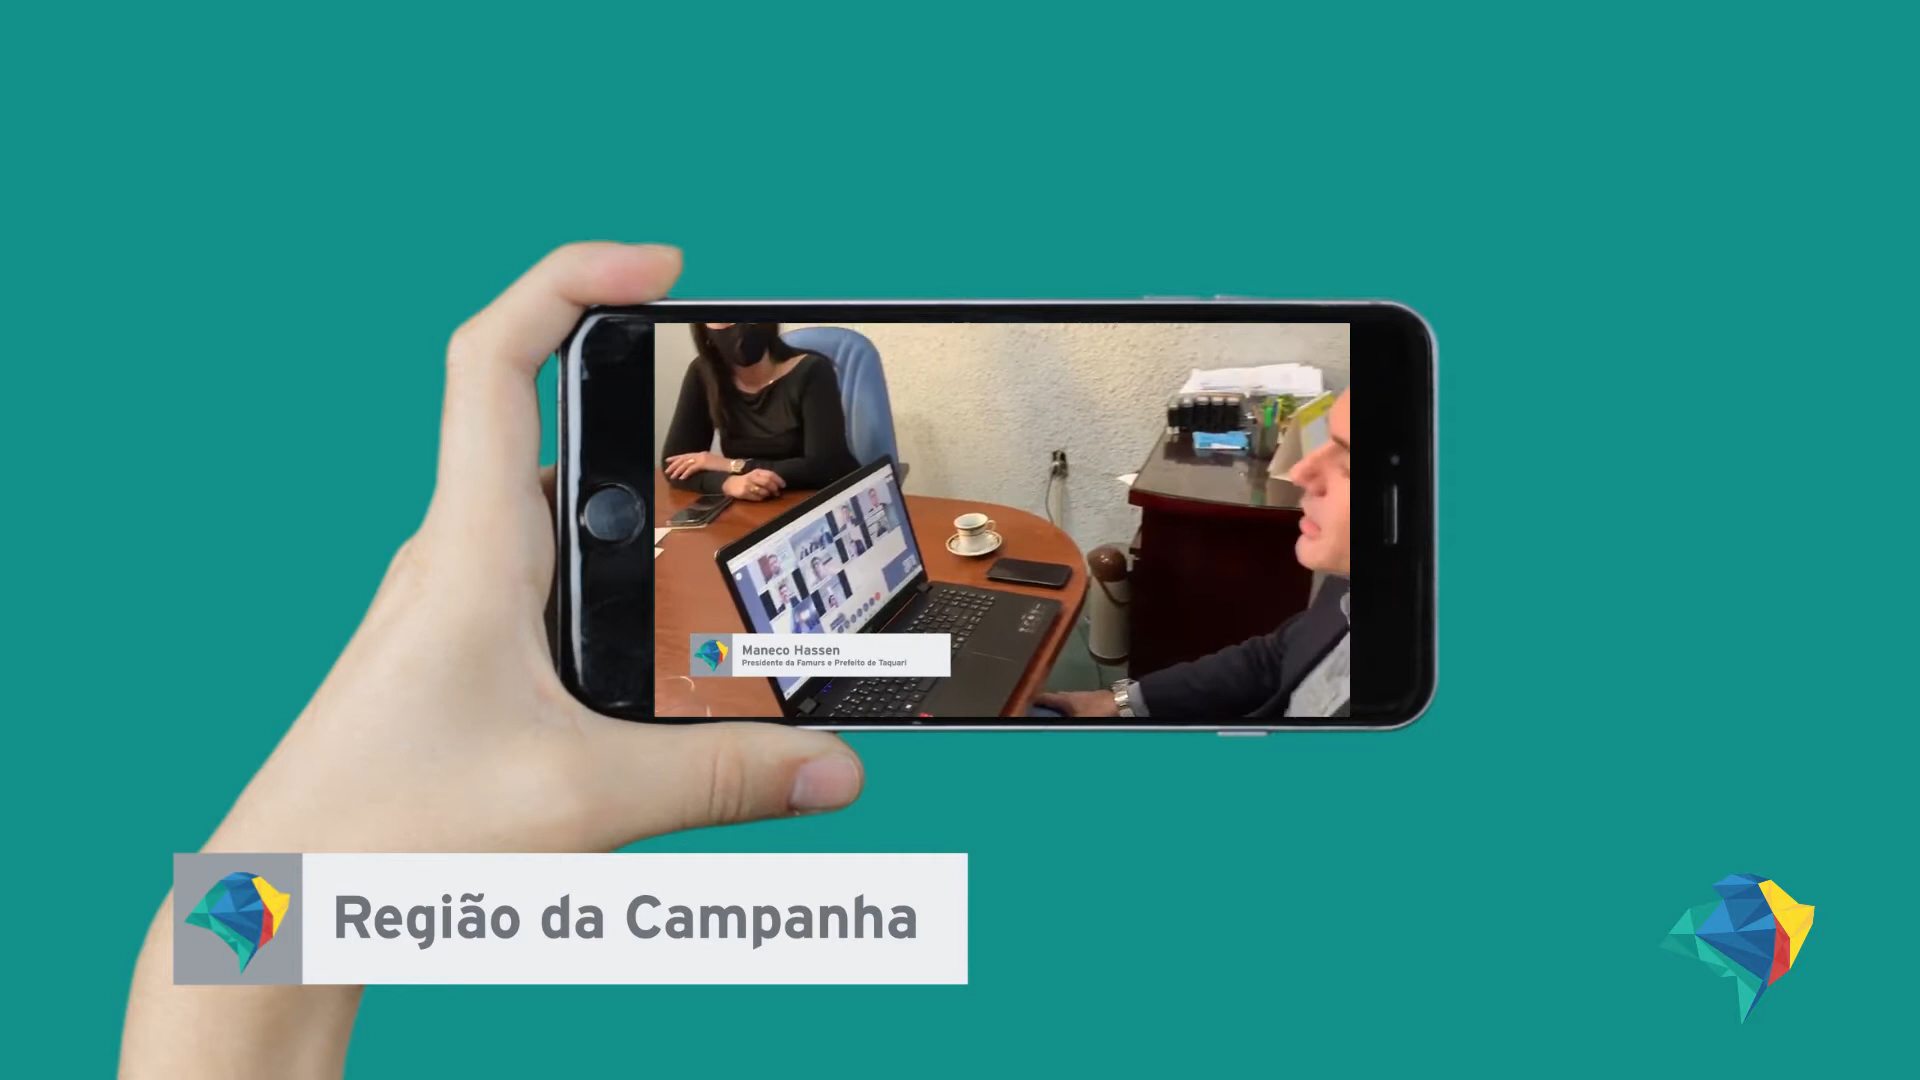 Maneco Hassen
Presidente da Famurs e Prefeito de Taquari
Região da Campanha